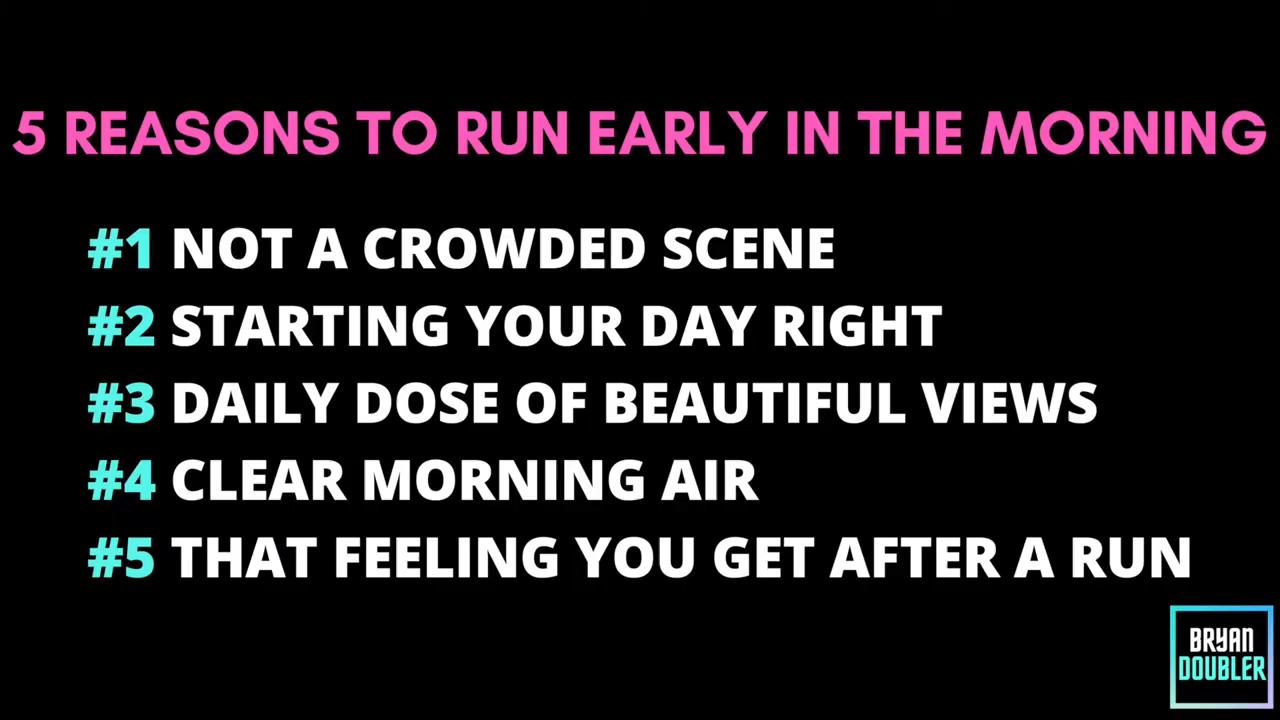 5 REASONS TO RUN EARLY IN THE MORNING
#1 NOT A CROWDED SCENE
#2 STARTING YOUR DAY RIGHT
#3 DAILY DOSE OF BEAUTIFUL VIEWS
#4 CLEAR MORNING AIR
#5 THAT FEELING YOU GET AFTER A RUN
BRYAN
DOUBLER